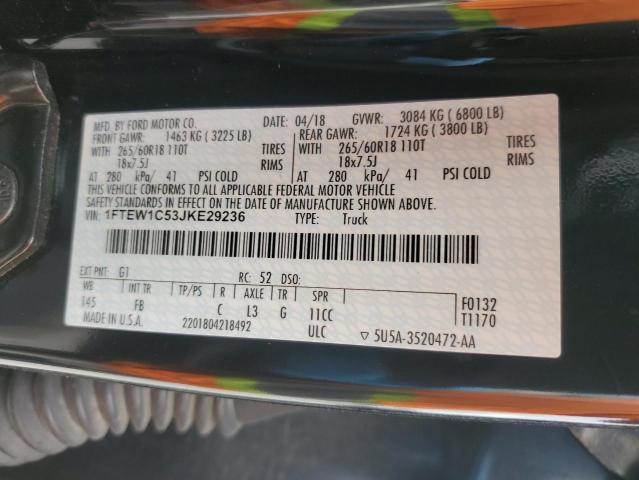 MFD. BY FORD MOTOR CO.
DATE: 04/18 GVWR: 3084 KG ( 6800 LB)
FRONT GAWR: 1463 KG ( 3225 LB) REAR GAWR: 1724 KG ( 3800 LB)
WITH 265/60R18 110T TIRES WITH 265/60R18 110T TIRES
18x7.5J RIMS 18x7.5J RIMS
AT 280 kPa/ 41 PSI COLD AT 280 kPa/ 41 PSI COLD
THIS VEHICLE CONFORMS TO ALL APPLICABLE FEDERAL MOTOR VEHICLE
SAFETY STANDARDS IN EFFECT ON THE DATE OF MANUFACTURE SHOWN ABOVE.
VIN: 1FTEW1C53JKE29236 TYPE: Truck
EXT PNT: G1 RC: 52 DSO:
WB INT TR TP/PS R AXLE TR SPR F0132
145 FB C L3 G 11CC T1170
MADE IN U.S.A. 2201804218492 ULC ▽ 5U5A-3520472-AA